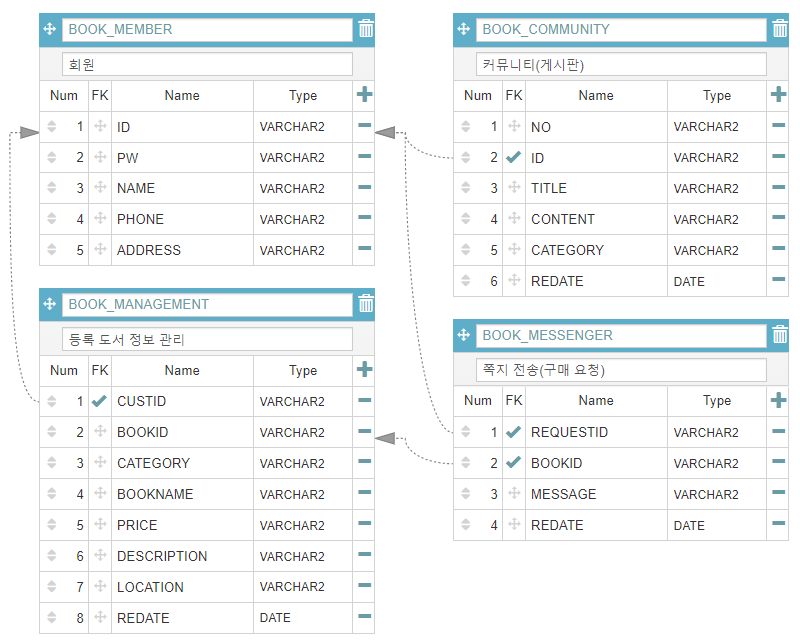 BOOK_MEMBER
회원
Num FK Name Type
1 ID VARCHAR2
2 PW VARCHAR2
3 NAME VARCHAR2
4 PHONE VARCHAR2
5 ADDRESS VARCHAR2
BOOK_COMMUNITY
커뮤니티(게시판)
Num FK Name Type
1 NO VARCHAR2
2 ID VARCHAR2
3 TITLE VARCHAR2
4 CONTENT VARCHAR2
5 CATEGORY VARCHAR2
6 REDATE DATE
BOOK_MANAGEMENT
등록 도서 정보 관리
Num FK Name Type
1 CUSTID VARCHAR2
2 BOOKID VARCHAR2
3 CATEGORY VARCHAR2
4 BOOKNAME VARCHAR2
5 PRICE VARCHAR2
6 DESCRIPTION VARCHAR2
7 LOCATION VARCHAR2
8 REDATE DATE
BOOK_MESSENGER
쪽지 전송(구매 요청)
Num FK Name Type
1 REQUESTID VARCHAR2
2 BOOKID VARCHAR2
3 MESSAGE VARCHAR2
4 REDATE DATE